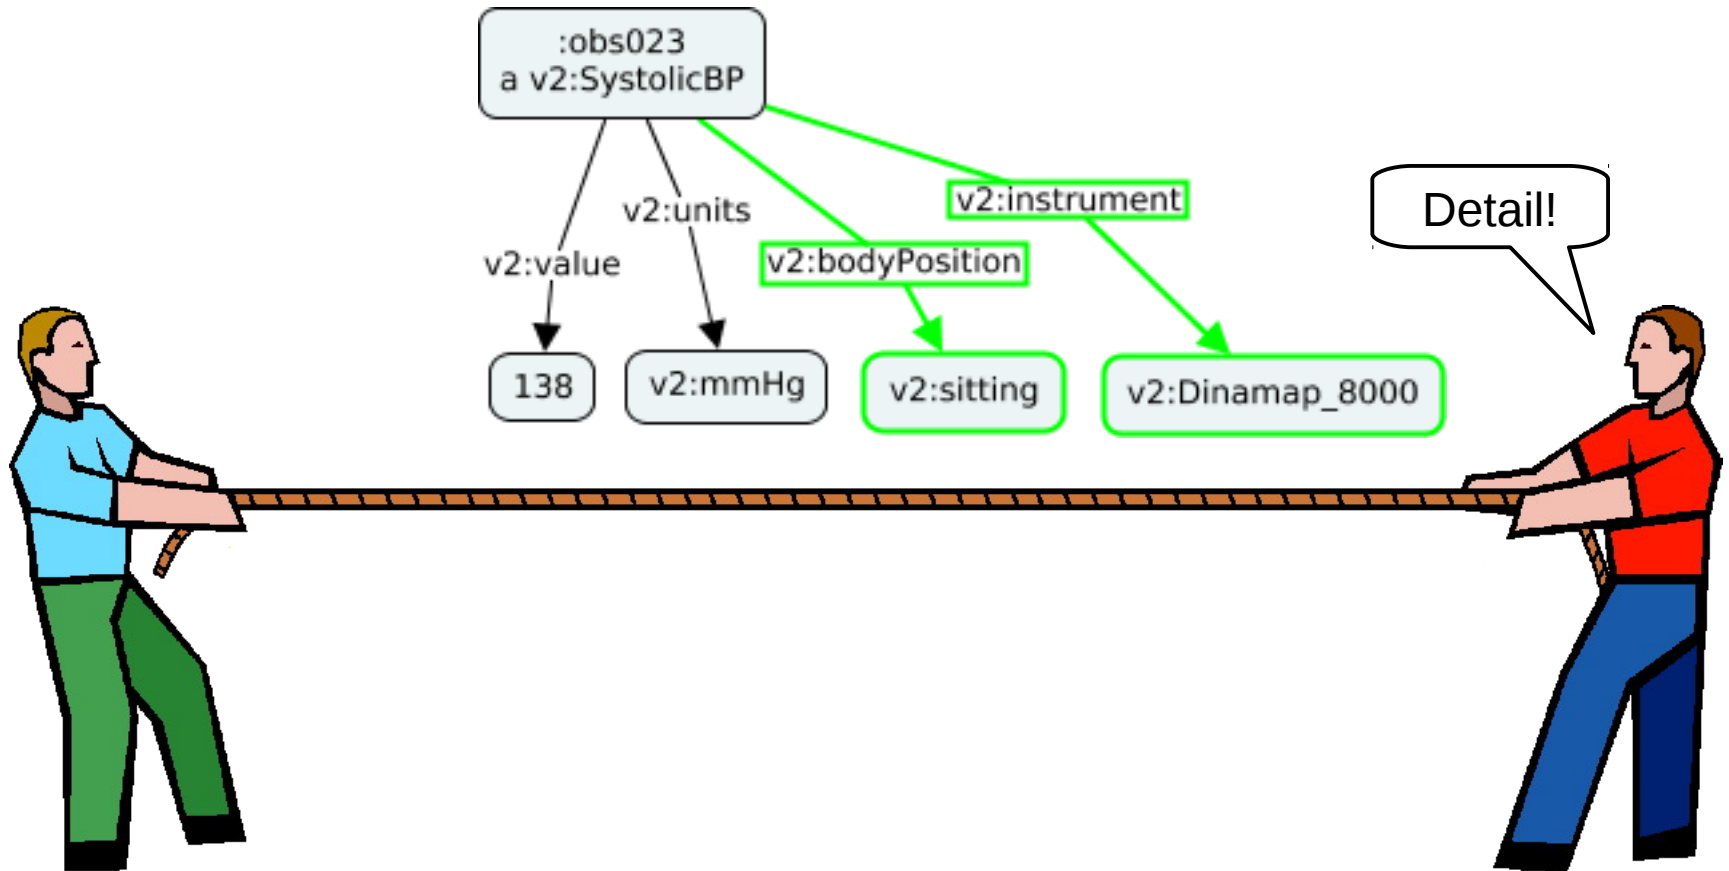 :obs023
a v2:SystolicBP
v2:instrument
Detail!
v2:units
v2:bodyPosition
v2:value
138
v2:mmHg
v2:sitting
v2:Dinamap_8000